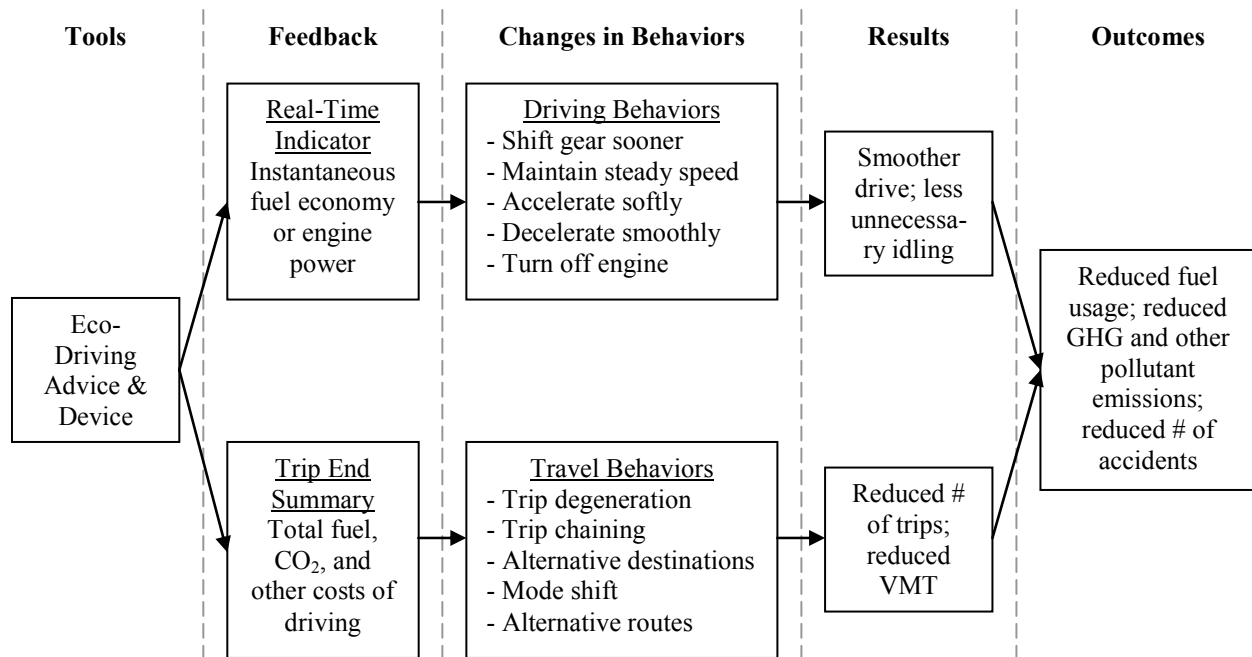 Tools
Feedback
Changes in Behaviors
Results
Outcomes
Eco-
Driving
Advice &
Device
Real-Time
Indicator
Instantaneous
fuel economy
or engine
power
Driving Behaviors
- Shift gear sooner
- Maintain steady speed
- Accelerate softly
- Decelerate smoothly
- Turn off engine
Smoother
drive; less
unnecessa-
ry idling
Trip End
Summary
Total fuel,
CO₂, and
other costs of
driving
Travel Behaviors
- Trip degeneration
- Trip chaining
- Alternative destinations
- Mode shift
- Alternative routes
Reduced #
of trips;
reduced
VMT
Reduced fuel
usage; reduced
GHG and other
pollutant
emissions;
reduced # of
accidents